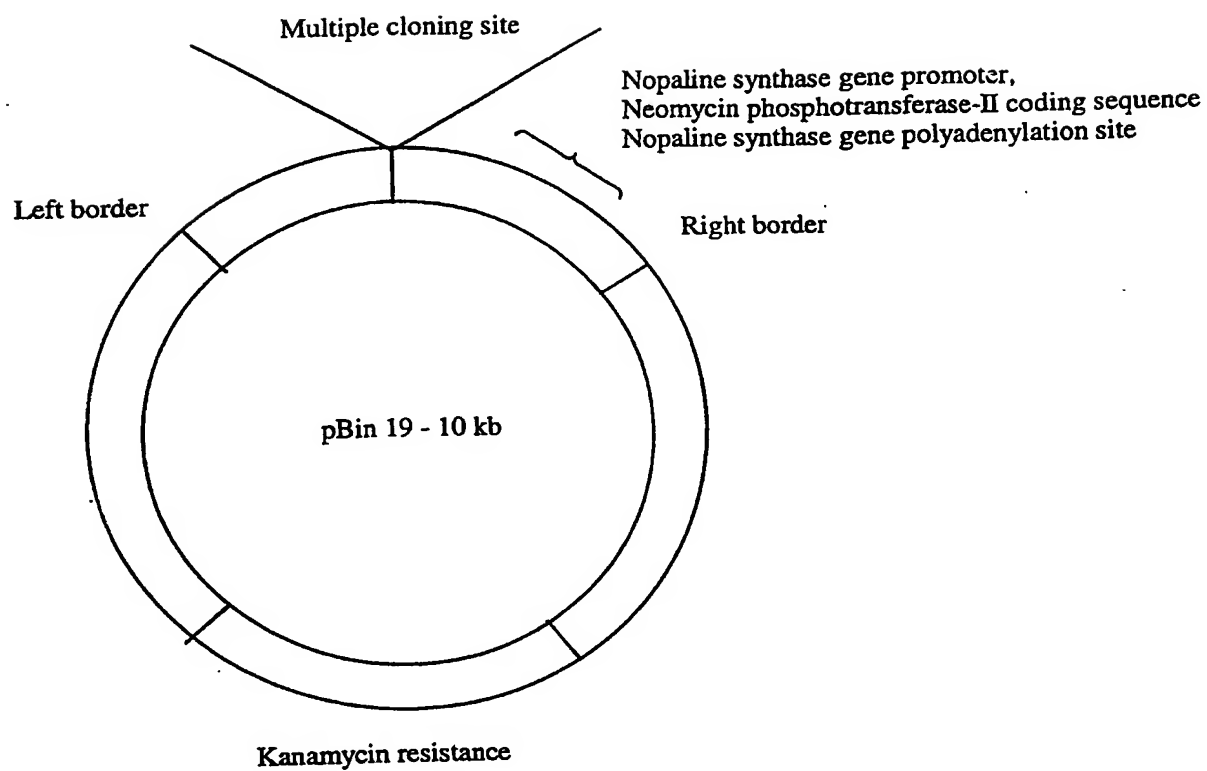 Multiple cloning site
Nopaline synthase gene promoter,
Neomycin phosphotransferase-II coding sequence
Nopaline synthase gene polyadenylation site
Left border
Right border
pBin 19 - 10 kb
Kanamycin resistance